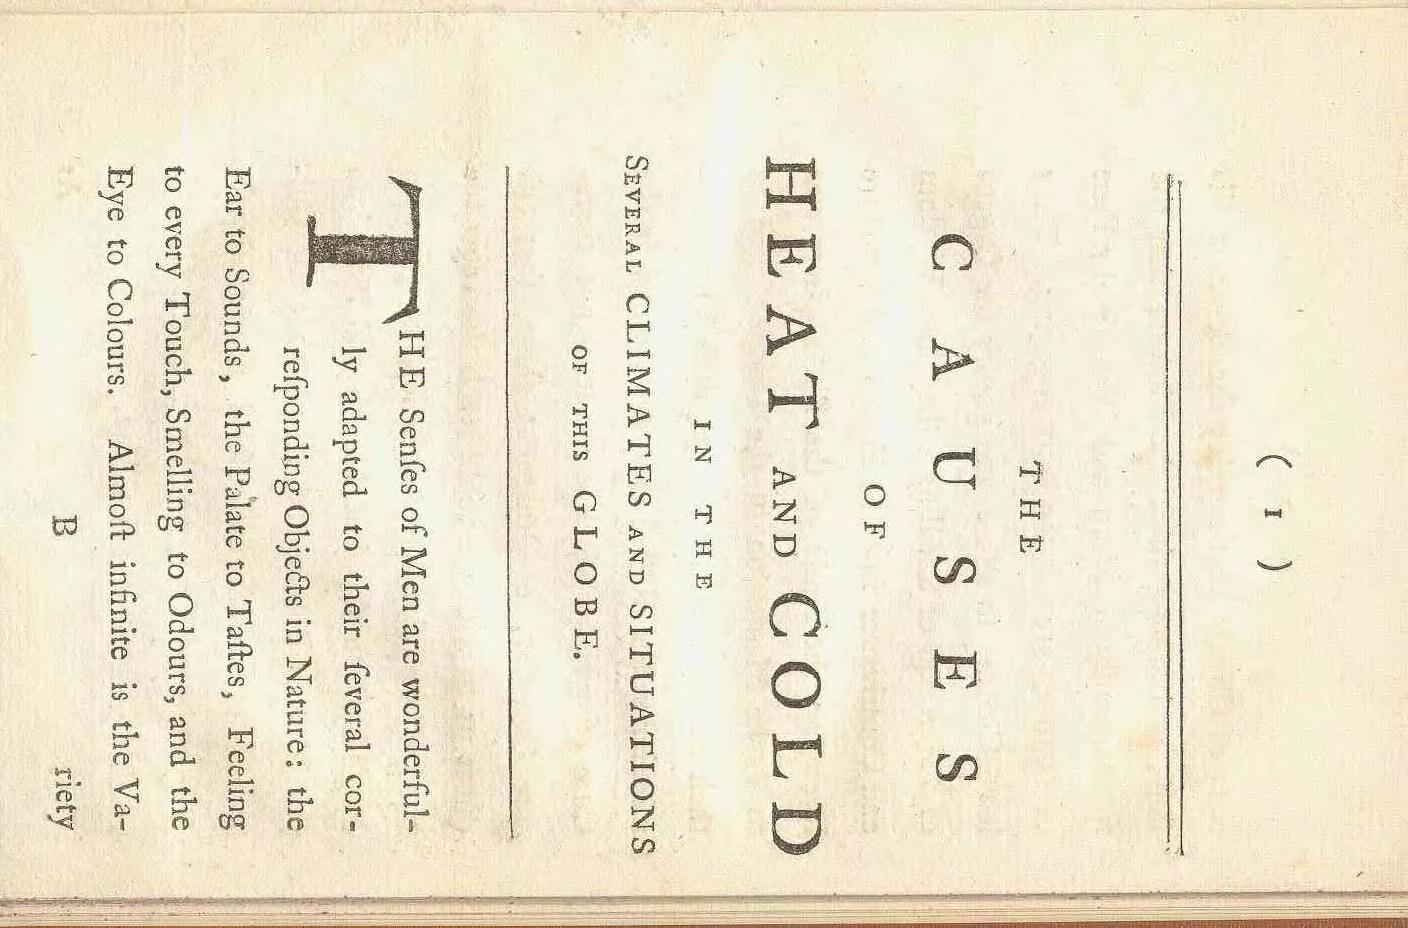 ( 1 )
THE
CAUSES
OF
HEAT AND COLD
IN THE
SEVERAL CLIMATES AND SITUATIONS
OF THIS GLOBE.
THE Senſes of Men are wonderful-
ly adapted to their ſeveral cor-
reſponding Objects in Nature: the
Ear to Sounds, the Palate to Taſtes, Feeling
to every Touch, Smelling to Odours, and the
Eye to Colours. Almoſt infinite is the Va-
B riety